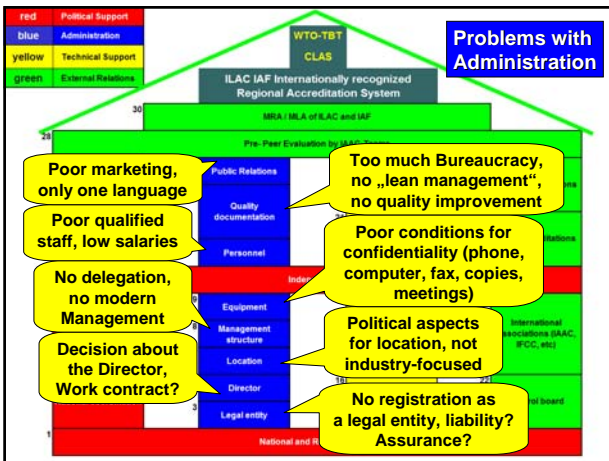 red Political Support
blue Administration
yellow Technical Support
green External Relations
Problems with
Administration
WTO-TBT
CLAS
ILAC IAF Internationally recognized
Regional Accreditation System
30
MRA / MLA of ILAC and IAF
28
Pre- Peer Evaluation by IAAC-Teams
Public Relations
Poor marketing,
only one language
Too much Bureaucracy,
no „lean management“,
no quality improvement
Quality
documentation
Poor qualified
staff, low salaries
Personnel
Poor conditions for
confidentiality (phone,
computer, fax, copies,
meetings)
No delegation,
no modern
Management
9
Equipment
8
Management
structure
Political aspects
for location, not
industry-focused
International
(IAAC,
IFCC, etc)
Location
Decision about
the Director,
Work contract?
Director
18
22
3
Legal entity
No registration as
a legal entity, liability?
Assurance?
board
1
National and